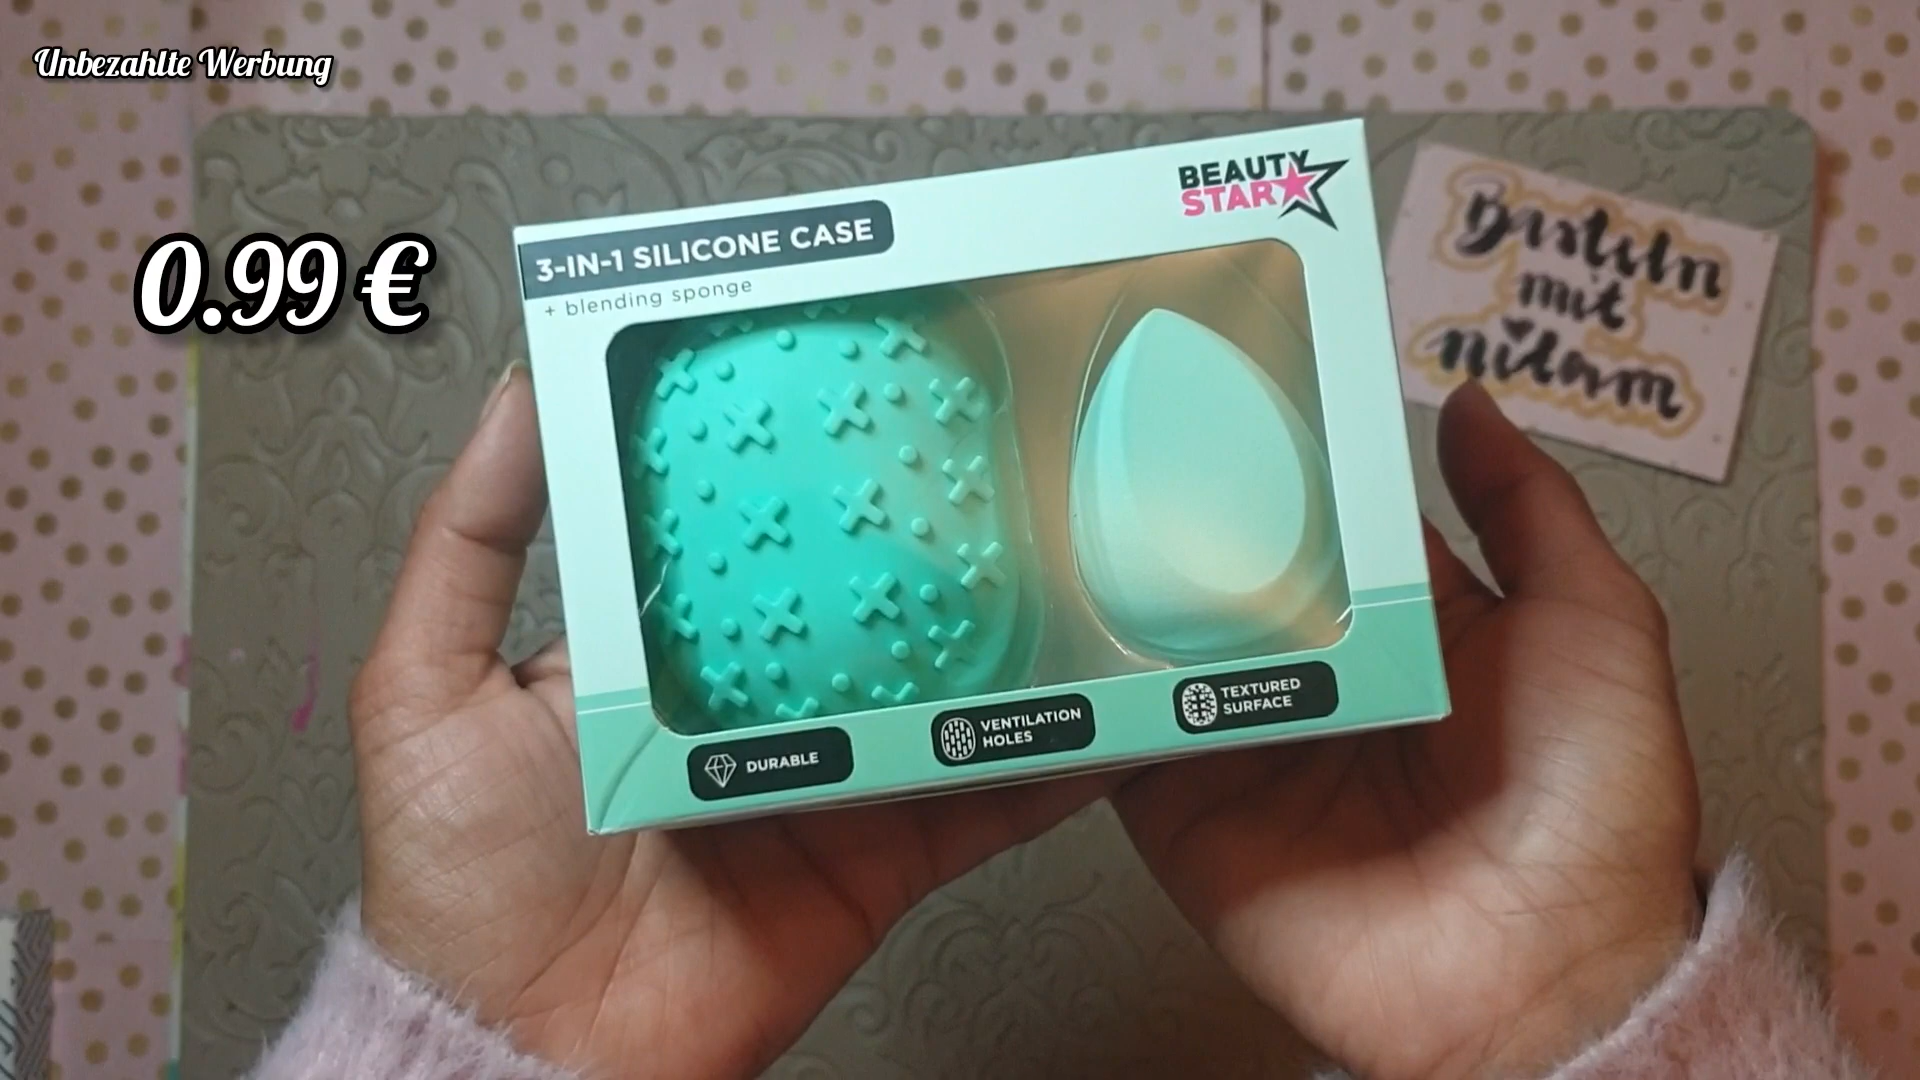 Unbezahlte Werbung
0.99 €
BEAUTY
STAR
3-IN-1 SILICONE CASE
+ blending sponge
Basteln
mit
nilam
DURABLE
VENTILATION
HOLES
TEXTURED
SURFACE